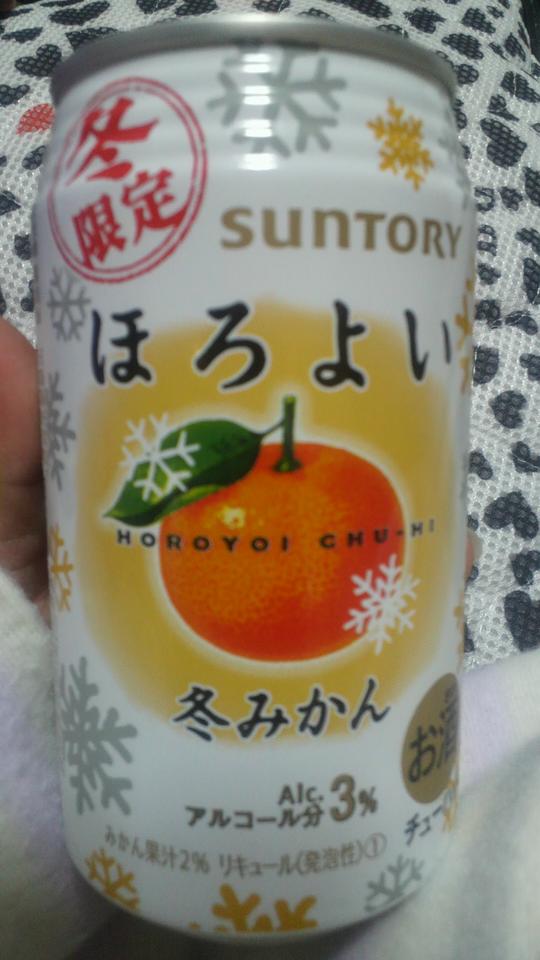 冬
限定
SUNTORY
ほろよい
HOROYOI CHU-HI
冬みかん
お酒
Alc.
アルコール分3%
チュー
みかん果汁2% リキュール(発泡性)①